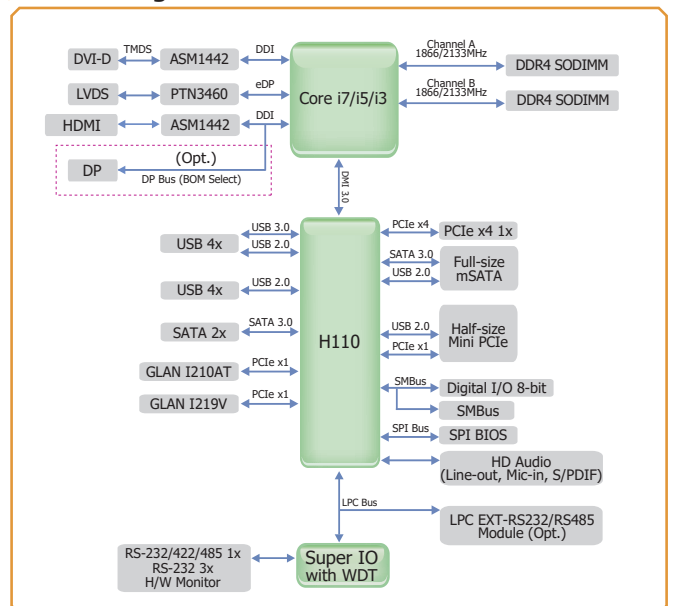 DVI-D
TMDS
ASM1442
DDI
Core i7/i5/i3
Channel A
1866/2133MHz
DDR4 SODIMM
LVDS
PTN3460
eDP
Channel B
1866/2133MHz
DDR4 SODIMM
HDMI
ASM1442
DDI
DP
(Opt.)
DP Bus (BOM Select)
DMI 3.0
H110
USB 4x
USB 3.0
USB 2.0
USB 4x
USB 2.0
SATA 2x
SATA 3.0
GLAN I210AT
PCIe x1
GLAN I219V
PCIe x1
PCIe x4
PCIe x4 1x
SATA 3.0
USB 2.0
Full-size
mSATA
USB 2.0
PCIe x1
Half-size
Mini PCIe
SMBus
Digital I/O 8-bit
SMBus
SPI Bus
SPI BIOS
HD Audio
(Line-out, Mic-in, S/PDIF)
LPC Bus
LPC EXT-RS232/RS485
Module (Opt.)
RS-232/422/485 1x
RS-232 3x
H/W Monitor
Super IO
with WDT